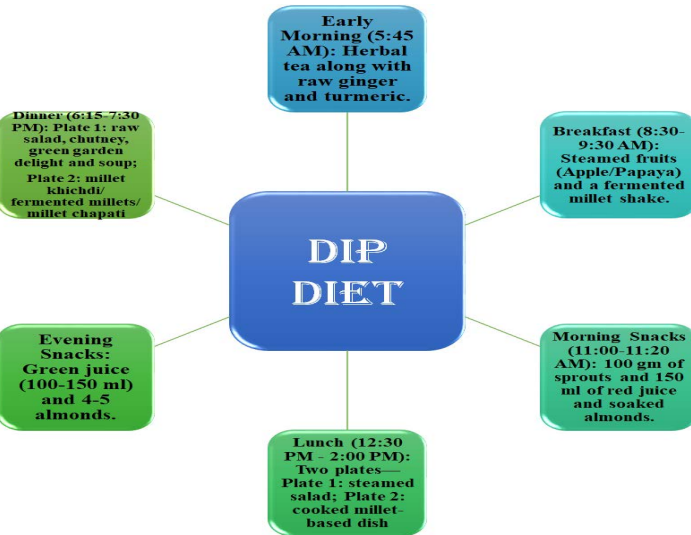 Early
Morning (5:45
AM): Herbal
tea along with
raw ginger
and turmeric.
Breakfast (8:30-
9:30 AM):
Steamed fruits
(Apple/Papaya)
and a fermented
millet shake.
Morning Snacks
(11:00-11:20
AM): 100 gm of
sprouts and 150
ml of red juice
and soaked
almonds.
Lunch (12:30
PM - 2:00 PM):
Two plates—
Plate 1: steamed
salad; Plate 2:
cooked millet-
based dish
Evening
Snacks:
Green juice
(100-150 ml)
and 4-5
almonds.
Dinner (6:15-7:30
PM): Plate 1: raw
salad, chutney,
green garden
delight and soup;
Plate 2: millet
khichdi/
fermented millets/
millet chapati
DIP
DIET